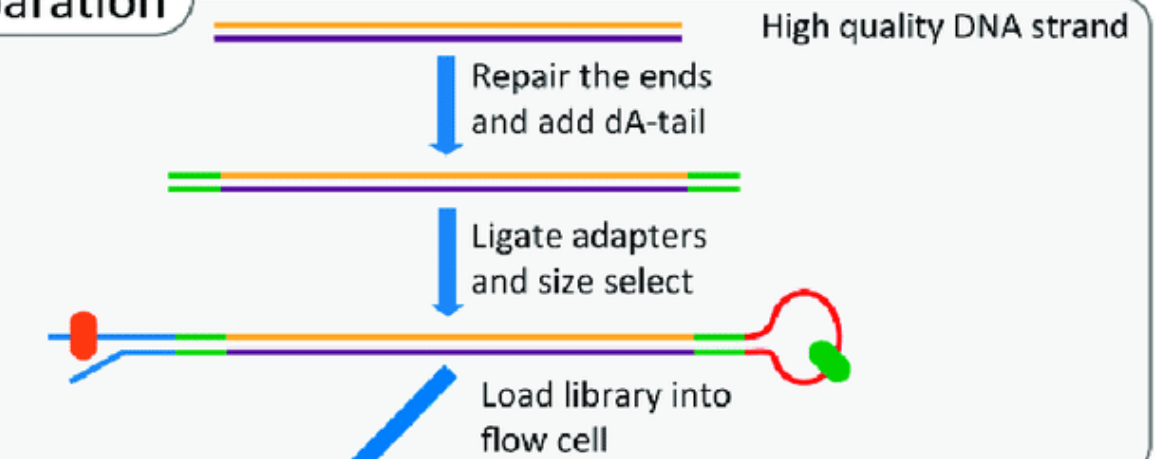 High quality DNA strand
Repair the ends
and add dA-tail
Ligate adapters
and size select
Load library into
flow cell